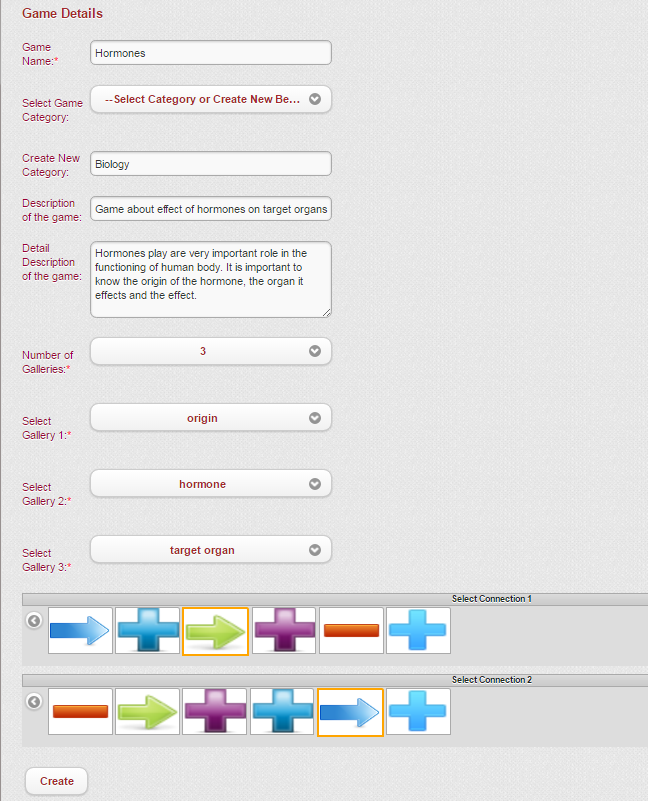 Game Details
Game
Name:*
Hormones
Select Game
Category:
--Select Category or Create New Be...
Create New
Category:
Biology
Description
of the game:
Game about effect of hormones on target organs
Detail
Description
of the game:
Hormones play are very important role in the
functioning of human body. It is important to
know the origin of the hormone, the organ it
effects and the effect.
Number of
Galleries:*
3
Select
Gallery 1:*
origin
Select
Gallery 2:*
hormone
Select
Gallery 3:*
target organ
Select Connection 1
Select Connection 2
Create